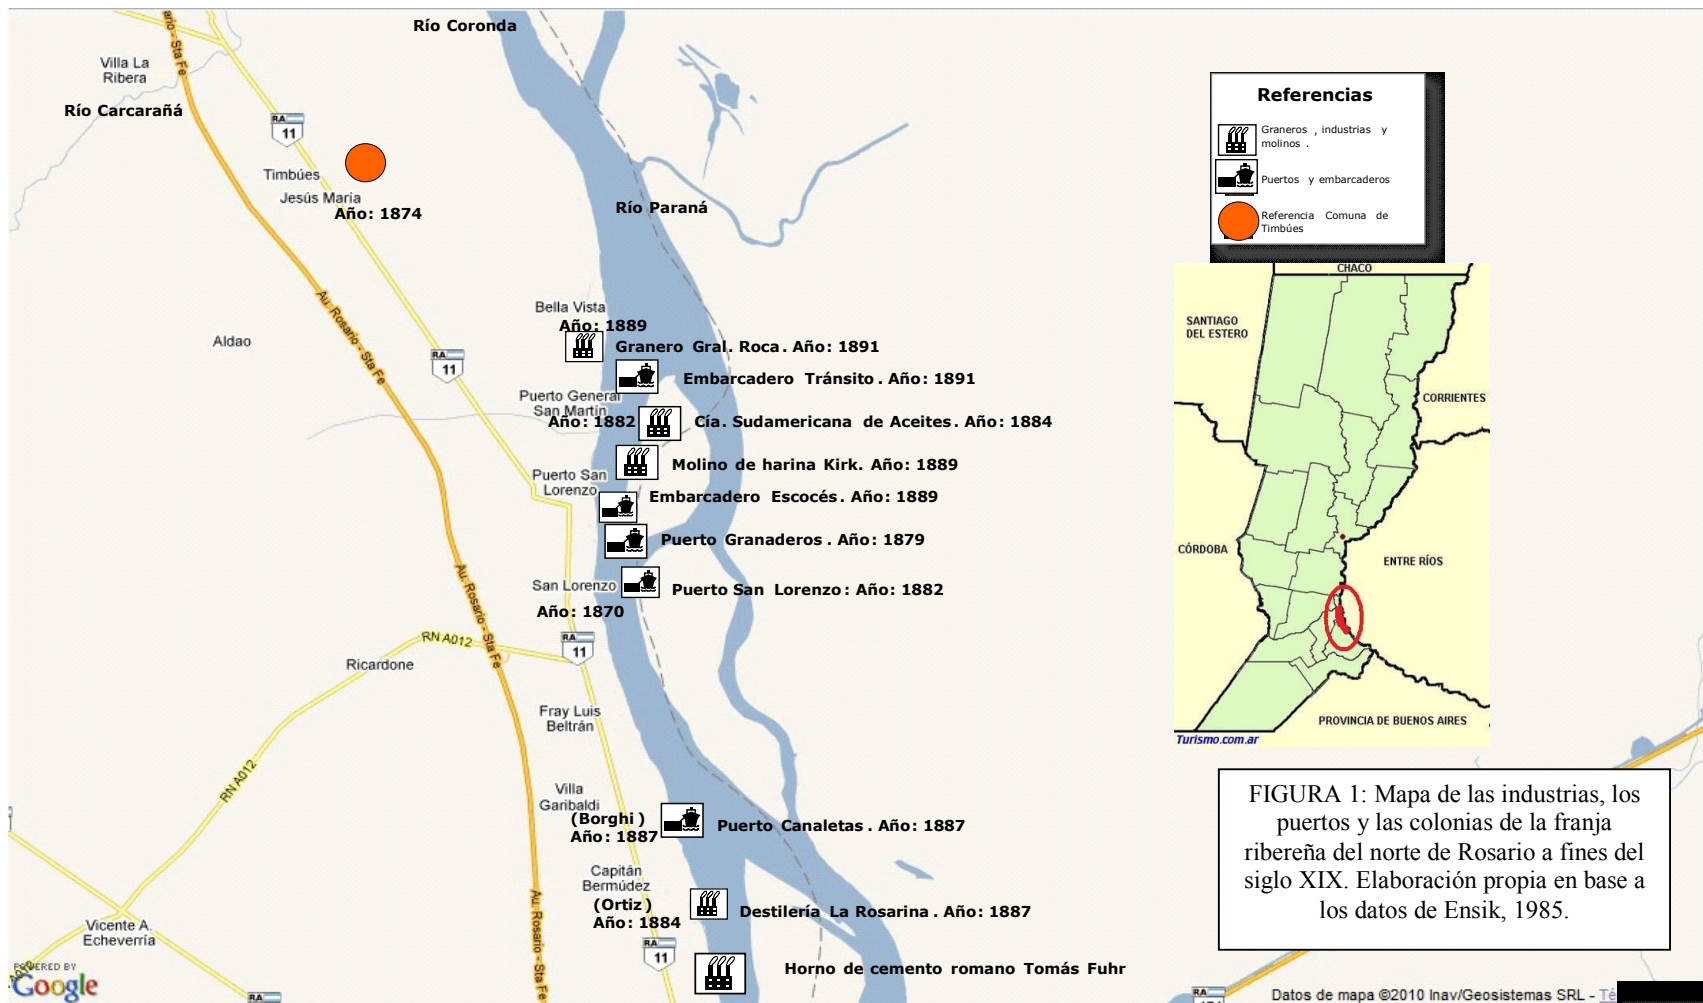 Río Coronda
ario - Sta Fe
Villa La
Ribera
Río Carcarañá
RA
11
Timbúes
Jesús María
Año: 1874
Río Paraná
Au. Rosario - Sta Fe
Aldao
RA
11
Bella Vista
Año: 1889
Granero Gral. Roca. Año: 1891
Embarcadero Tránsito. Año: 1891
Puerto General
San Martín
Año: 1882
Cía. Sudamericana de Aceites. Año: 1884
Molino de harina Kirk. Año: 1889
Puerto San
Lorenzo
Embarcadero Escocés. Año: 1889
Puerto Granaderos. Año: 1879
San Lorenzo
Puerto San Lorenzo: Año: 1882
Año: 1870
Au. Rosario - Sta Fe
RN A012
RA
11
Ricardone
Fray Luis
Beltrán
RN A012
Villa
Garibaldi
(Borghi)
Año: 1887
Puerto Canaletas. Año: 1887
Capitán
Bermúdez
(Ortiz)
Año: 1884
Destilería La Rosarina. Año: 1887
Au. Rosario - Sta Fe
Vicente A.
Echeverría
RA
11
Horno de cemento romano Tomás Fuhr
POWERED BY
Google
RA
Referencias
Graneros , industrias y
molinos .
Puertos y embarcaderos
Referencia Comuna de
Timbúes
CHACO
SANTIAGO
DEL ESTERO
CORRIENTES
CÓRDOBA
ENTRE RÍOS
PROVINCIA DE BUENOS AIRES
Turismo.com.ar
FIGURA 1: Mapa de las industrias, los
puertos y las colonias de la franja
ribereña del norte de Rosario a fines del
siglo XIX. Elaboración propia en base a
los datos de Ensik, 1985.
RA
Datos de mapa ©2010 Inav/Geosistemas SRL - Té